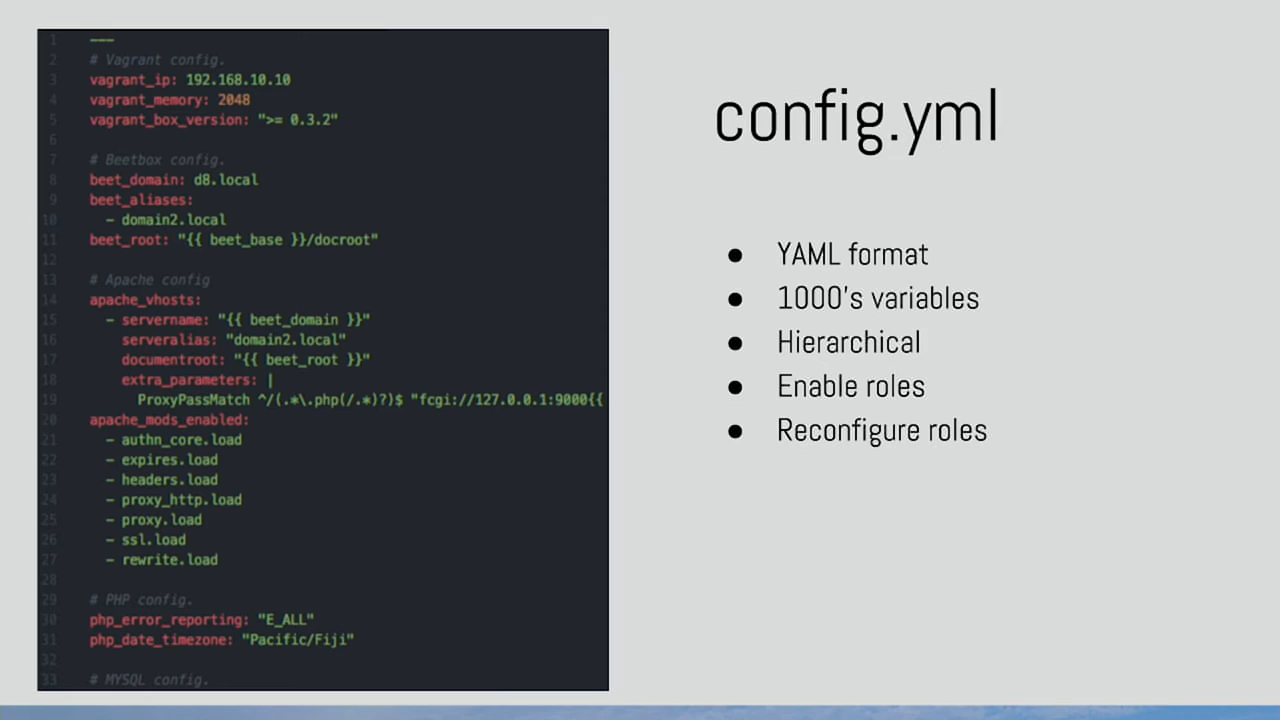 1 ---
2 # Vagrant config.
3 vagrant_ip: 192.168.10.10
4 vagrant_memory: 2048
5 vagrant_box_version: ">= 0.3.2"
6
7 # Beetbox config.
8 beet_domain: d8.local
9 beet_aliases:
10 - domain2.local
11 beet_root: "{{ beet_base }}/docroot"
12
13 # Apache config
14 apache_vhosts:
15 - servername: "{{ beet_domain }}"
16 serveralias: "domain2.local"
17 documentroot: "{{ beet_root }}"
18 extra_parameters: |
19 ProxyPassMatch ^/(.*\.php(/.*)?)$ "fcgi://127.0.0.1:9000{{
20 apache_mods_enabled:
21 - authn_core.load
22 - expires.load
23 - headers.load
24 - proxy_http.load
25 - proxy.load
26 - ssl.load
27 - rewrite.load
28
29 # PHP config.
30 php_error_reporting: "E_ALL"
31 php_date_timezone: "Pacific/Fiji"
32
33 # MYSQL config.
config.yml
● YAML format
● 1000's variables
● Hierarchical
● Enable roles
● Reconfigure roles